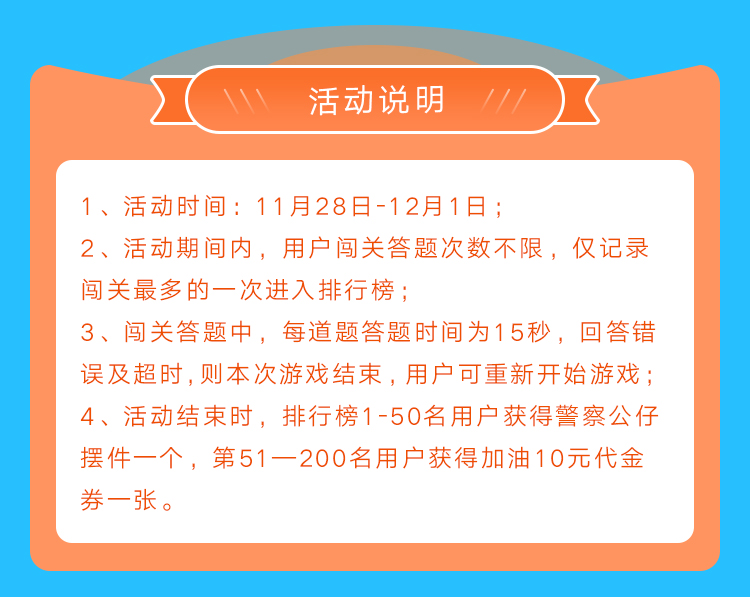 活动说明
1、活动时间：11月28日-12月1日；
2、活动期间内，用户闯关答题次数不限，仅记录
闯关最多的一次进入排行榜；
3、闯关答题中，每道题答题时间为15秒，回答错
误及超时,则本次游戏结束,用户可重新开始游戏；
4、活动结束时，排行榜1-50名用户获得警察公仔
摆件一个，第51—200名用户获得加油10元代金
券一张。